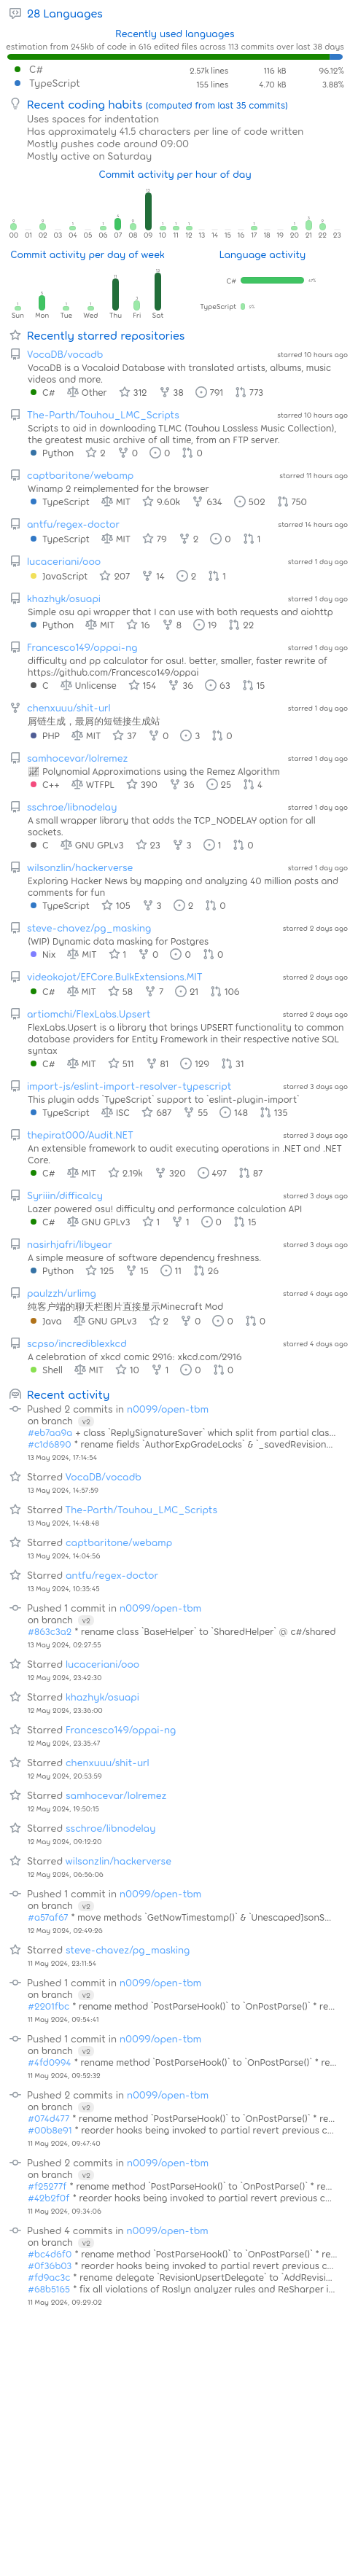 28 Languages
Recently used languages
estimation from 245kb of code in 616 edited files across 113 commits over last 38 days
C# 2.57k lines 116 kB 96.12%
TypeScript 155 lines 4.70 kB 3.88%
Recent coding habits (computed from last 35 commits)
Uses spaces for indentation
Has approximately 41.5 characters per line of code written
Mostly pushes code around 09:00
Mostly active on Saturday
Commit activity per hour of day
00 01 02 03 04 05 06 07 08 09 10 11 12 13 14 15 16 17 18 19 20 21 22 23
Commit activity per day of week
Language activity
C#
TypeScript
Sun Mon Tue Wed Thu Fri Sat
Recently starred repositories
VocaDB/vocadb starred 10 hours ago
VocaDB is a Vocaloid Database with translated artists, albums, music
videos and more.
C# Other 312 38 791 773
The-Parth/Touhou_LMC_Scripts starred 10 hours ago
Scripts to aid in downloading TLMC (Touhou Lossless Music Collection),
the greatest music archive of all time, from an FTP server.
Python 2 0 0 0
captbaritone/webamp starred 11 hours ago
Winamp 2 reimplemented for the browser
TypeScript MIT 9.60k 634 502 750
antfu/regex-doctor starred 14 hours ago
TypeScript MIT 79 2 0 1
lucaceriani/ooo starred 1 day ago
JavaScript 207 14 2 1
khazhyk/osuapi starred 1 day ago
Simple osu api wrapper that I can use with both requests and aiohttp
Python MIT 16 8 19 22
Francesco149/oppai-ng starred 1 day ago
difficulty and pp calculator for osu!. better, smaller, faster rewrite of
https://github.com/Francesco149/oppai
C Unlicense 154 36 63 15
chenxuuu/shit-url starred 1 day ago
屑链生成，最屑的短链接生成站
PHP MIT 37 0 3 0
samhocevar/lolremez starred 1 day ago
Polynomial Approximations using the Remez Algorithm
C++ WTFPL 390 36 25 4
sschroe/libnodelay starred 1 day ago
A small wrapper library that adds the TCP_NODELAY option for all
sockets.
C GNU GPLv3 23 3 1 0
wilsonzlin/hackerverse starred 1 day ago
Exploring Hacker News by mapping and analyzing 40 million posts and
comments for fun
TypeScript 105 3 2 0
steve-chavez/pg_masking starred 2 days ago
(WIP) Dynamic data masking for Postgres
Nix MIT 1 0 0 0
videokojot/EFCore.BulkExtensions.MIT starred 2 days ago
C# MIT 58 7 21 106
artiomchi/FlexLabs.Upsert starred 2 days ago
FlexLabs.Upsert is a library that brings UPSERT functionality to common
database providers for Entity Framework in their respective native SQL
syntax
C# MIT 511 81 129 31
import-js/eslint-import-resolver-typescript starred 3 days ago
This plugin adds `TypeScript` support to `eslint-plugin-import`
TypeScript ISC 687 55 148 135
thepirat000/Audit.NET starred 3 days ago
An extensible framework to audit executing operations in .NET and .NET
Core.
C# MIT 2.19k 320 497 87
Syriiin/difficalcy starred 3 days ago
Lazer powered osu! difficulty and performance calculation API
C# GNU GPLv3 1 1 0 15
nasirhjafri/libyear starred 3 days ago
A simple measure of software dependency freshness.
Python 125 15 11 26
paulzzh/urlimg starred 4 days ago
纯客户端的聊天栏图片直接显示Minecraft Mod
Java GNU GPLv3 2 0 0 0
scpso/incrediblexkcd starred 4 days ago
A celebration of xkcd comic 2916: xkcd.com/2916
Shell MIT 10 1 0 0
Recent activity
Pushed 2 commits in n0099/open-tbm
on branch v2
#eb7aa9a + class `ReplySignatureSaver` which split from partial clas...
#c1d6890 * rename fields `AuthorExpGradeLocks` & `_savedRevision...
13 May 2024, 17:14:54
Starred VocaDB/vocadb
13 May 2024, 14:57:59
Starred The-Parth/Touhou_LMC_Scripts
13 May 2024, 14:48:48
Starred captbaritone/webamp
13 May 2024, 14:04:56
Starred antfu/regex-doctor
13 May 2024, 10:35:45
Pushed 1 commit in n0099/open-tbm
on branch v2
#863c3a2 * rename class `BaseHelper` to `SharedHelper` @ c#/shared
13 May 2024, 02:27:55
Starred lucaceriani/ooo
12 May 2024, 23:42:30
Starred khazhyk/osuapi
12 May 2024, 23:36:00
Starred Francesco149/oppai-ng
12 May 2024, 23:35:47
Starred chenxuuu/shit-url
12 May 2024, 20:53:59
Starred samhocevar/lolremez
12 May 2024, 19:50:15
Starred sschroe/libnodelay
12 May 2024, 09:12:20
Starred wilsonzlin/hackerverse
12 May 2024, 06:56:06
Pushed 1 commit in n0099/open-tbm
on branch v2
#a57af67 * move methods `GetNowTimestamp()` & `UnescapedJsonS...
12 May 2024, 02:49:26
Starred steve-chavez/pg_masking
11 May 2024, 23:11:54
Pushed 1 commit in n0099/open-tbm
on branch v2
#2201fbc * rename method `PostParseHook()` to `OnPostParse()` * re...
11 May 2024, 09:54:41
Pushed 1 commit in n0099/open-tbm
on branch v2
#4fd0994 * rename method `PostParseHook()` to `OnPostParse()` * re...
11 May 2024, 09:52:32
Pushed 2 commits in n0099/open-tbm
on branch v2
#074d477 * rename method `PostParseHook()` to `OnPostParse()` * re...
#00b8e91 * reorder hooks being invoked to partial revert previous c...
11 May 2024, 09:47:40
Pushed 2 commits in n0099/open-tbm
on branch v2
#f25277f * rename method `PostParseHook()` to `OnPostParse()` * re...
#42b2f0f * reorder hooks being invoked to partial revert previous c...
11 May 2024, 09:34:06
Pushed 4 commits in n0099/open-tbm
on branch v2
#bc4d6f0 * rename method `PostParseHook()` to `OnPostParse()` * re...
#0f36b03 * reorder hooks being invoked to partial revert previous c...
#fd9ac3c * rename delegate `RevisionUpsertDelegate` to `AddRevisi...
#68b5165 * fix all violations of Roslyn analyzer rules and ReSharper i...
11 May 2024, 09:29:02